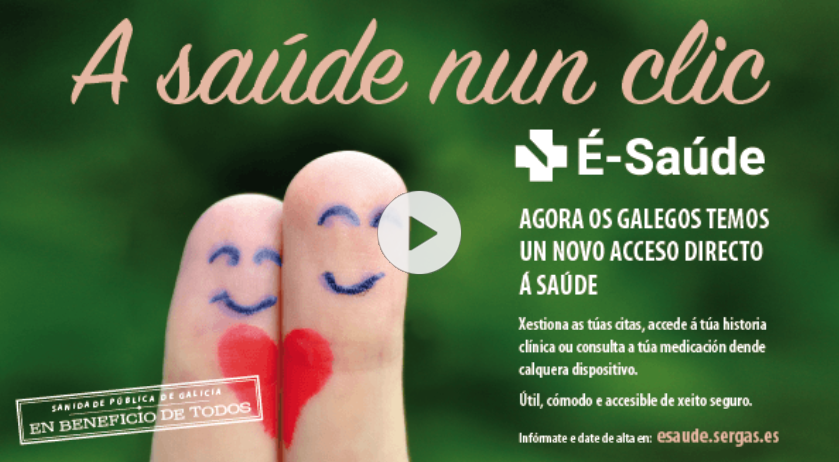 A saúde nun clic
É-Saúde
AGORA OS GALEGOS TEMOS
UN NOVO ACCESO DIRECTO
Á SAÚDE
Xestiona as túas citas, accede á túa historia
clínica ou consulta a túa medicación dende
calquera dispositivo.
Útil, cómodo e accesible de xeito seguro.
Infórmate e date de alta en: esaude.sergas.es
SANIDADE PÚBLICA DE GALICIA
EN BENEFICIO DE TODOS